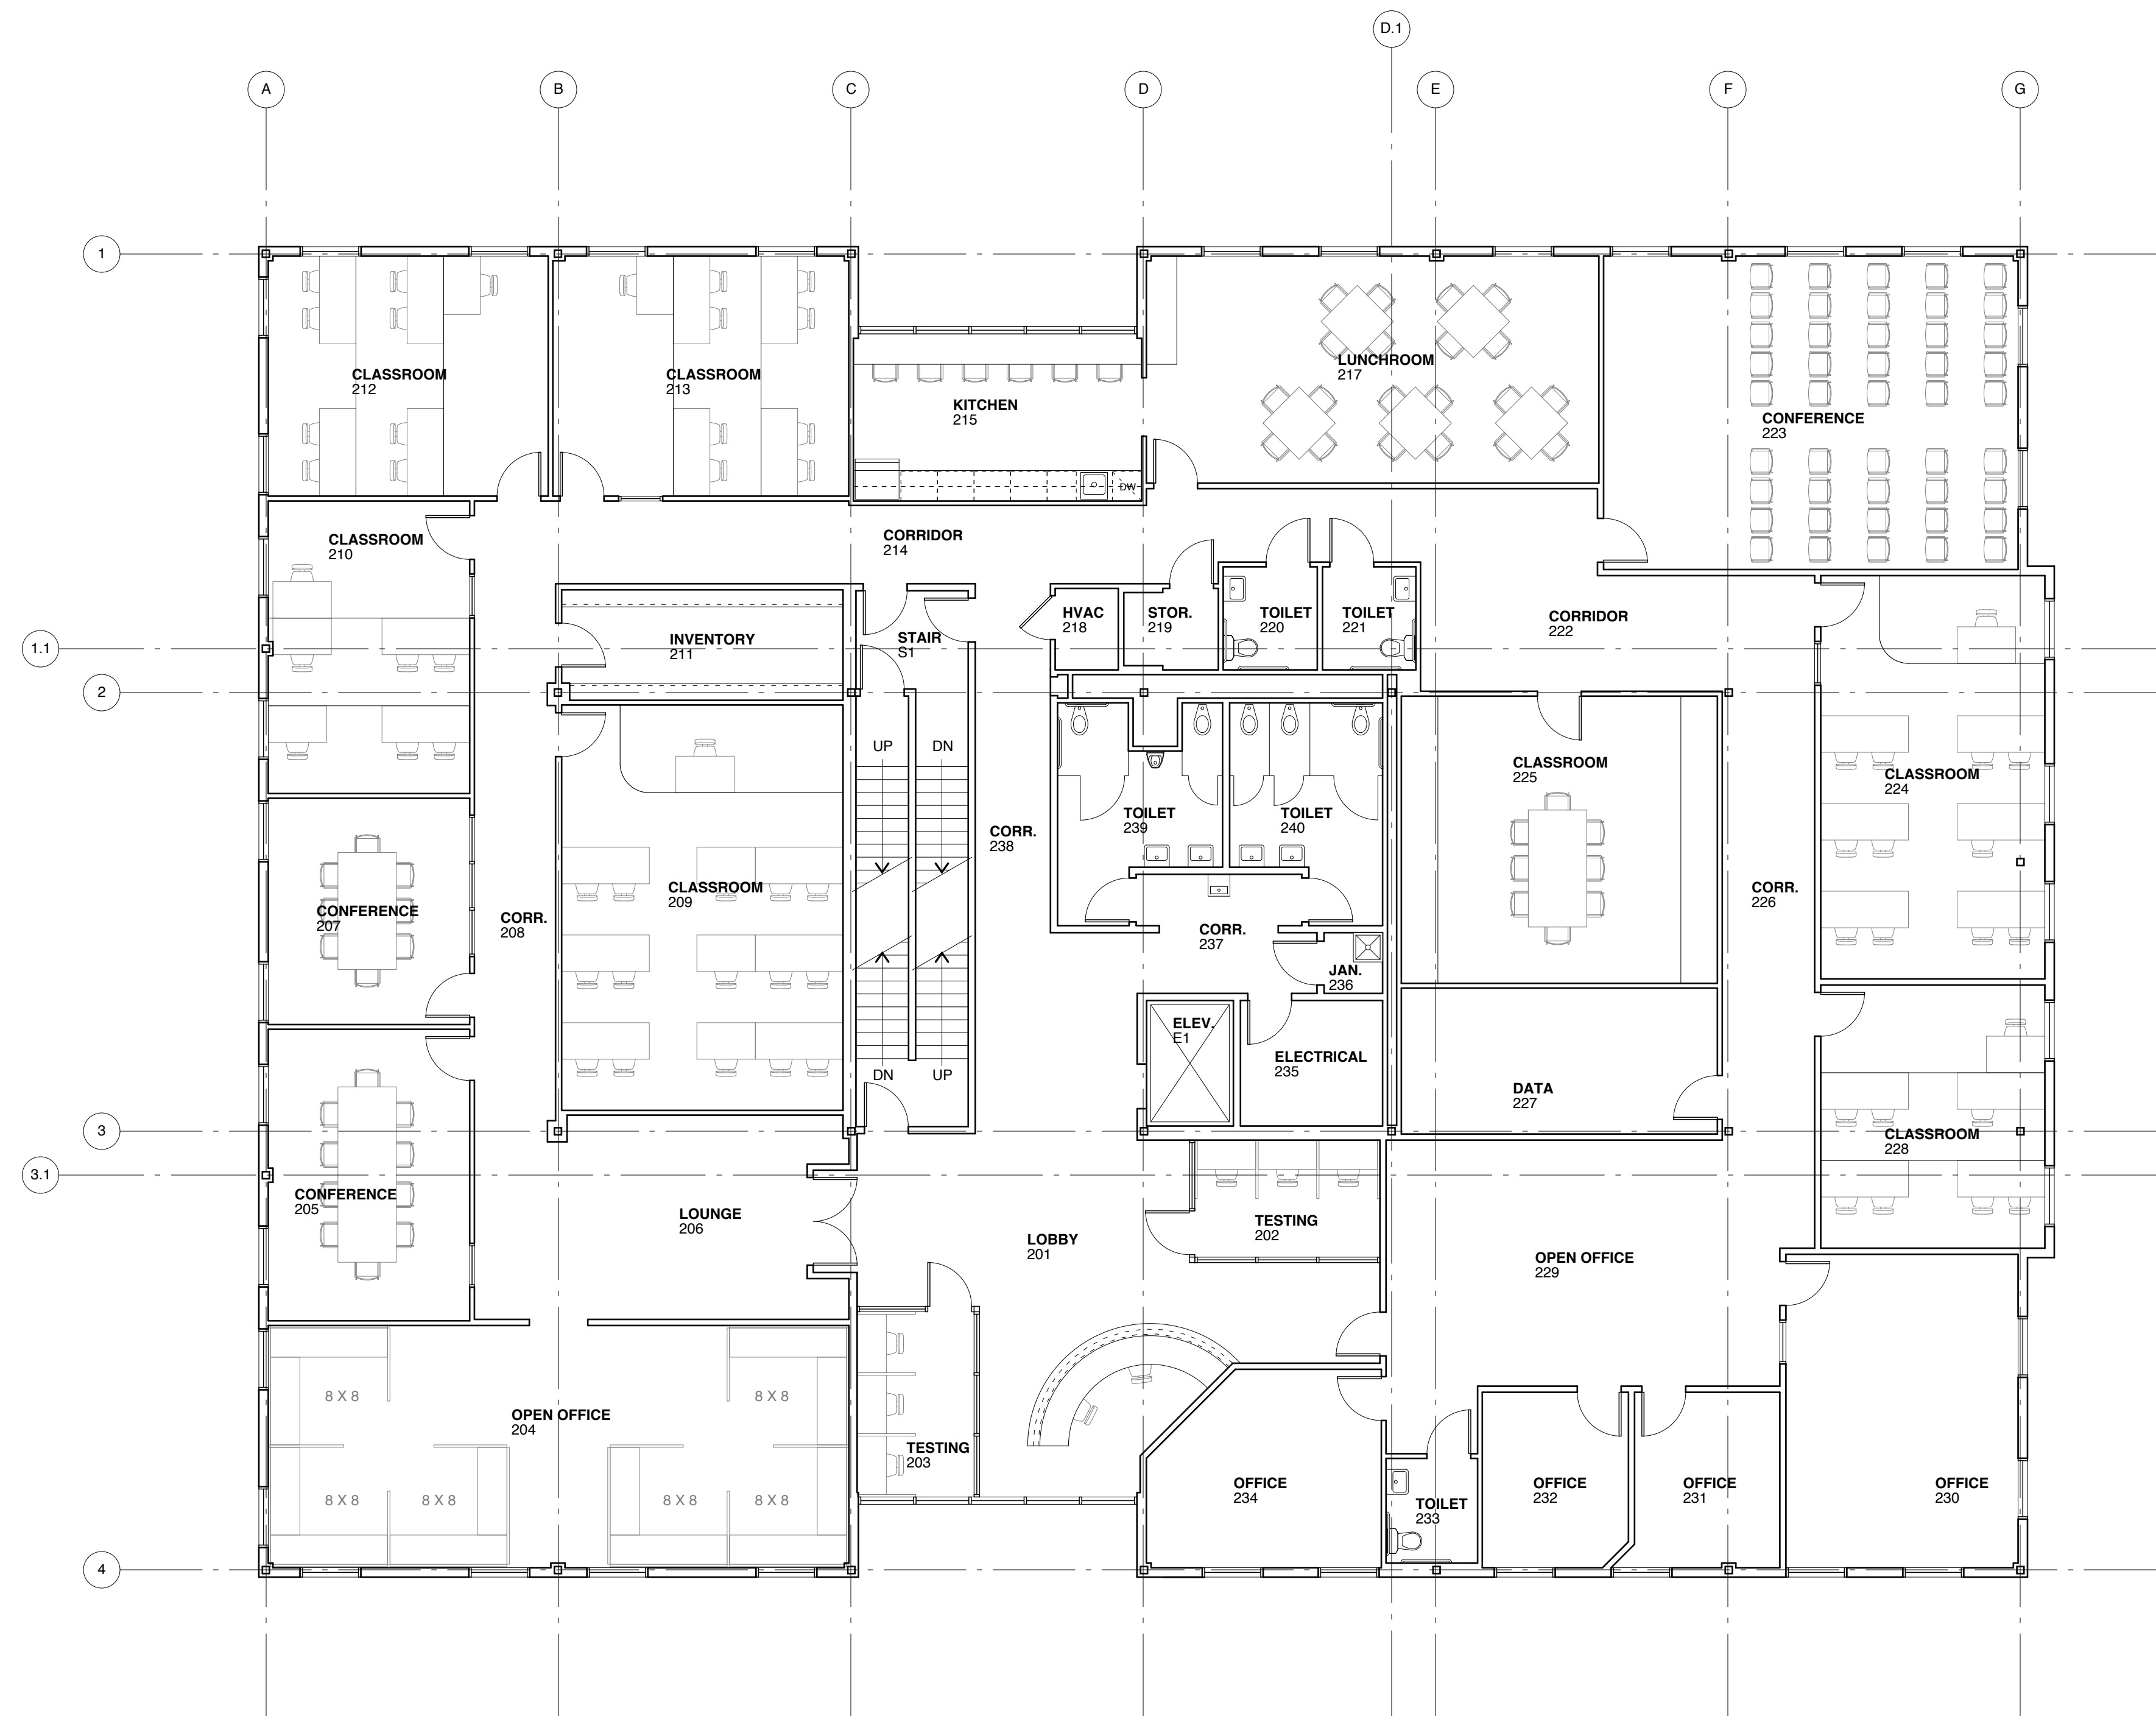 D.1
A
B
C
D
E
F
G
1
CLASSROOM
212
CLASSROOM
213
LUNCHROOM
217
KITCHEN
215
CONFERENCE
223
DW
CLASSROOM
210
CORRIDOR
214
HVAC
218
STOR.
219
TOILET
220
TOILET
221
CORRIDOR
222
INVENTORY
211
STAIR
S1
1.1
2
UP
DN
CLASSROOM
225
CLASSROOM
224
TOILET
239
TOILET
240
CORR.
238
CLASSROOM
209
CONFERENCE
207
CORR.
208
CORR.
226
CORR.
237
JAN.
236
ELEV.
E1
ELECTRICAL
235
DN
UP
DATA
227
3
CLASSROOM
228
3.1
CONFERENCE
205
LOUNGE
206
TESTING
202
LOBBY
201
OPEN OFFICE
229
8 X 8
8 X 8
OPEN OFFICE
204
TESTING
203
OFFICE
234
OFFICE
232
OFFICE
231
OFFICE
230
8 X 8
8 X 8
8 X 8
8 X 8
TOILET
233
4